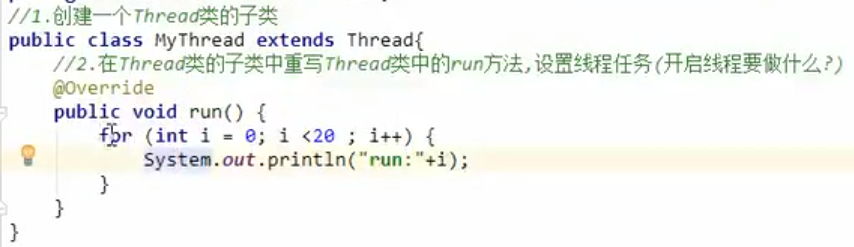 //1.创建一个Thread类的子类
public class MyThread extends Thread{
//2.在Thread类的子类中重写Thread类中的run方法,设置线程任务(开启线程要做什么?)
@Override
public void run() {
for (int i = 0; i <20 ; i++) {
System.out.println("run:"+i);
}
}
}